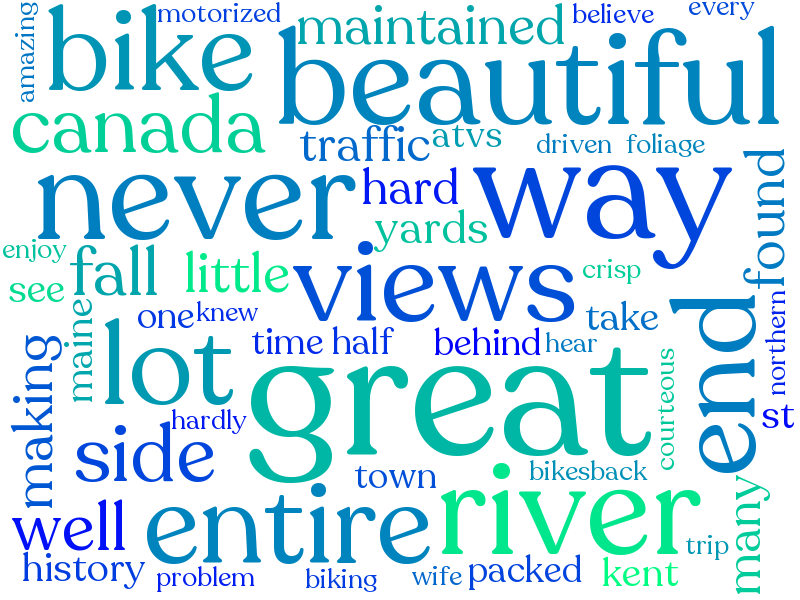 amazing
motorized
believe
every
bike
maintained
beautiful
canada
traffic
atvs
driven
foliage
never
hard
way
found
yards
enjoy
fall
little
views
crisp
see
maine
one
knew
take
end
northern
making
lot
time
half
behind
hear
great
courteous
st
side
hardly
town
bikesback
many
well
entire
river
trip
history
problem
biking
wife
packed
kent